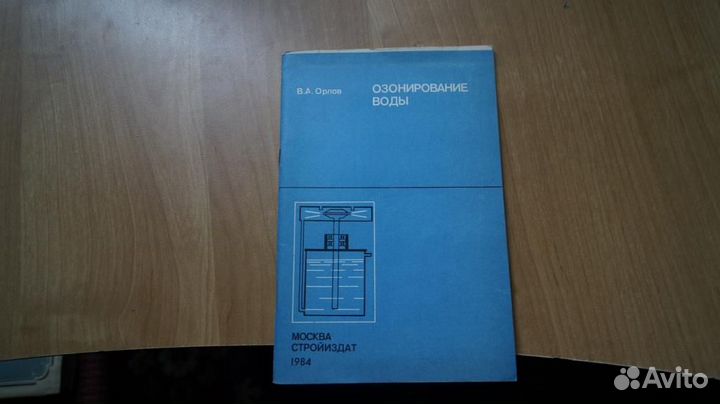 В.А. Орлов
ОЗОНИРОВАНИЕ
ВОДЫ
МОСКВА
СТРОЙИЗДАТ
1984
Avito